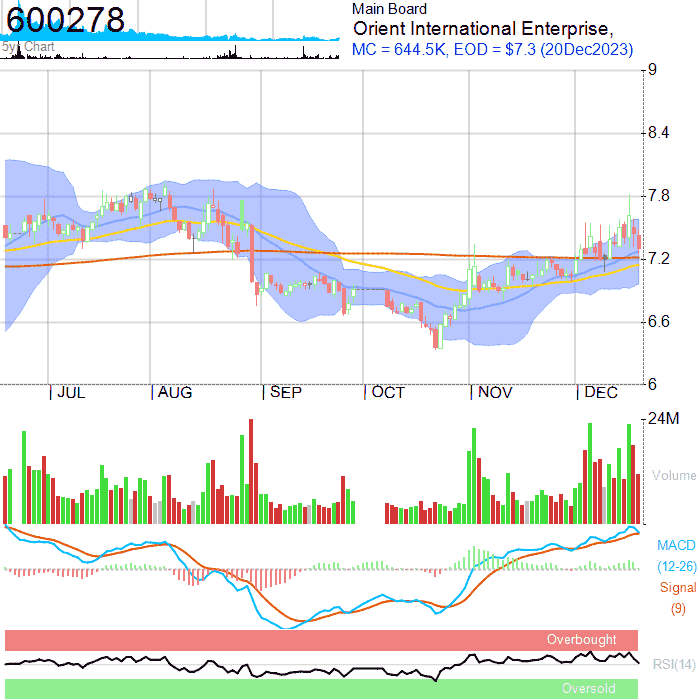 600278
5yr Chart
Main Board
Orient International Enterprise,
MC = 644.5K, EOD = $7.3 (20Dec2023)
9
8.4
7.8
7.2
6.6
6
JUL AUG SEP OCT NOV DEC
24M
Volume
MACD
(12-26)
Signal
(9)
Overbought
RSI(14)
Oversold